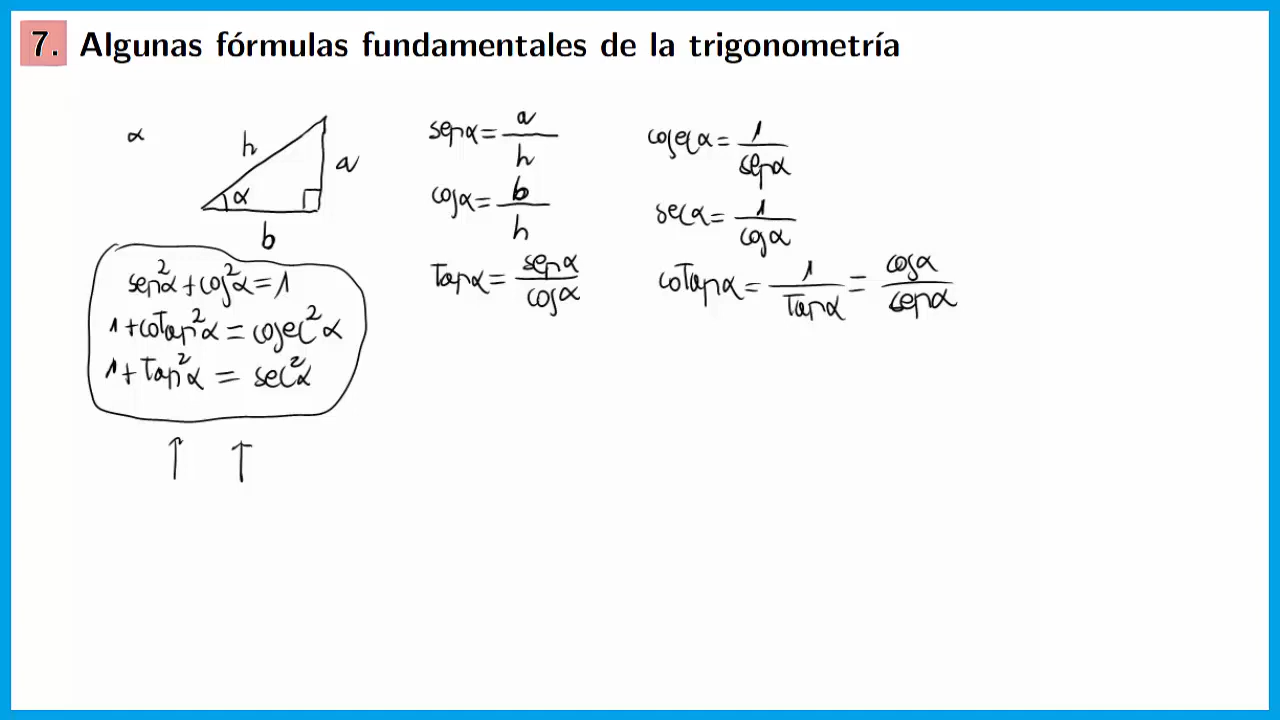 7. Algunas fórmulas fundamentales de la trigonometría
α
h
a
α
b
sen²α + cos²α = 1
1 + cotan²α = cosec²α
1 + tan²α = sec²α
senα = a/h
cosα = b/h
Tanα = senα/cosα
cosecα = 1/senα
secα = 1/cosα
coTanα = 1/Tanα = cosα/senα